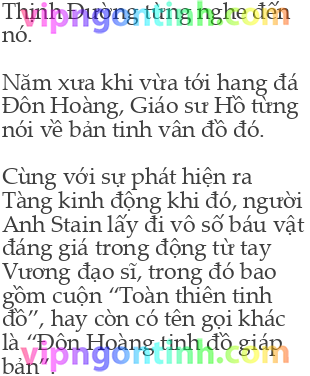 Thịnh Đường từng nghe đến
nó.
Năm xưa khi vừa tới hang đá
Đôn Hoàng, Giáo sư Hồ từng
nói về bản tinh vân đồ đó.
Cùng với sự phát hiện ra
Tàng kinh động khi đó, người
Anh Stain lấy đi vô số báu vật
đáng giá trong động từ tay
Vương đạo sĩ, trong đó bao
gồm cuộn “Toàn thiên tinh
đồ”, hay còn có tên gọi khác
là “Đôn Hoàng tinh đồ giáp
bản”.
vipngontinh.com
vipngontinh.com